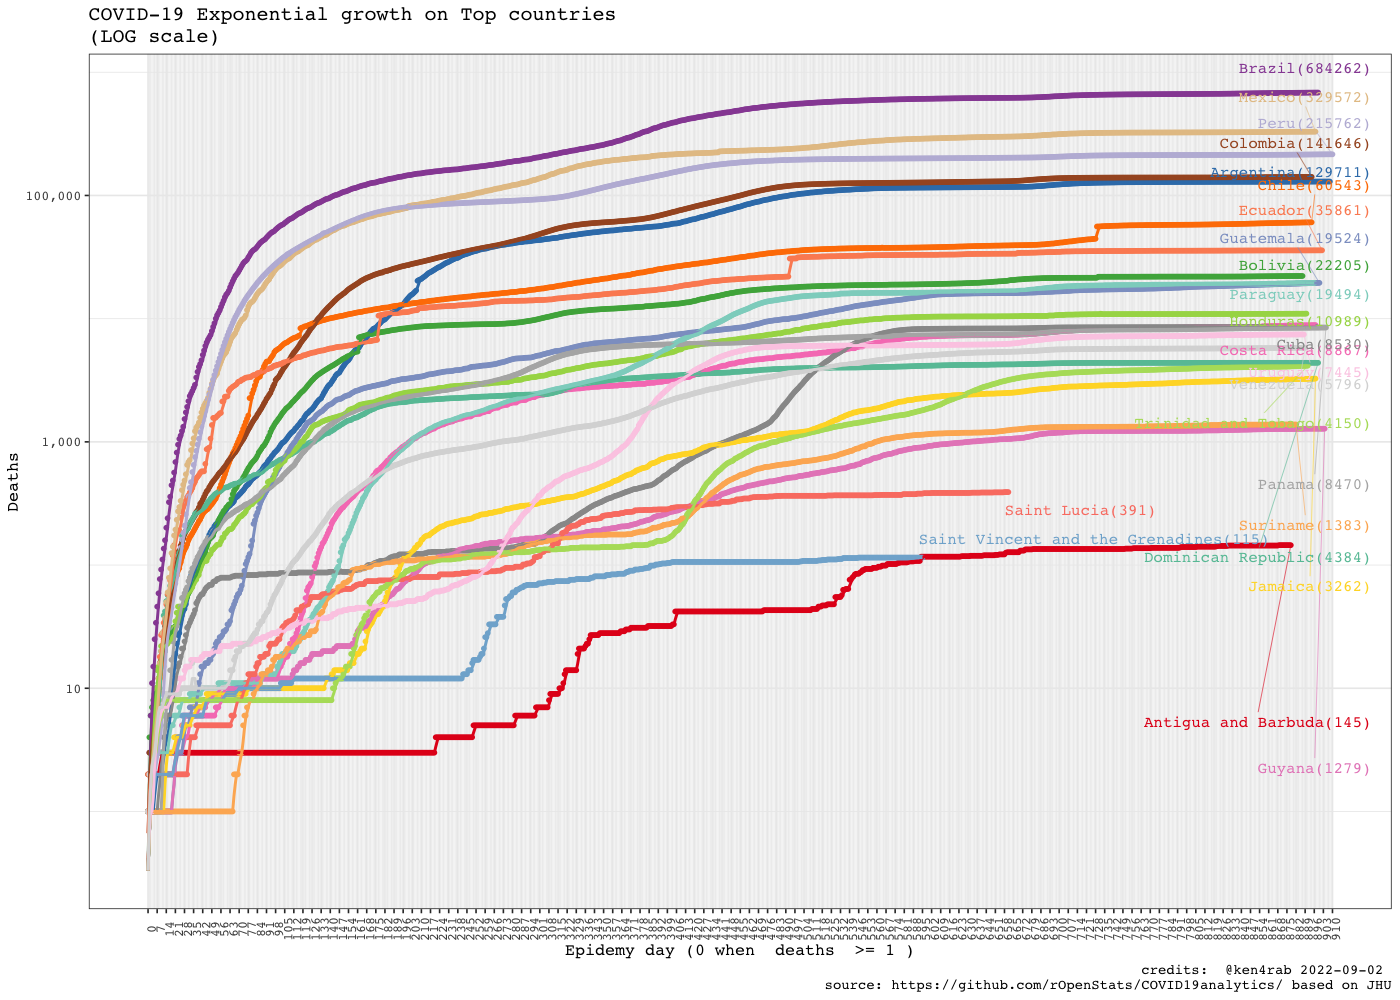 COVID-19 Exponential growth on Top countries
(LOG scale)
Brazil(684262)
Mexico(329572)
Peru(215762)
Colombia(141646)
Argentina(129711)
Chile(60543)
100,000
Ecuador(35861)
Guatemala(19524)
Bolivia(22205)
Paraguay(19494)
Honduras(10989)
Cuba(8530)
Costa Rica(8867)
Uruguay(7445)
Venezuela(5796)
Trinidad and Tobago(4150)
1,000
Deaths
Panama(8470)
Saint Lucia(391)
Suriname(1383)
Saint Vincent and the Grenadines(115)
Dominican Republic(4384)
Jamaica(3262)
10
Antigua and Barbuda(145)
Guyana(1279)
Epidemy day (0 when  deaths  >= 1 )
credits:  @ken4rab 2022-09-02
source: https://github.com/rOpenStats/COVID19analytics/ based on JHU